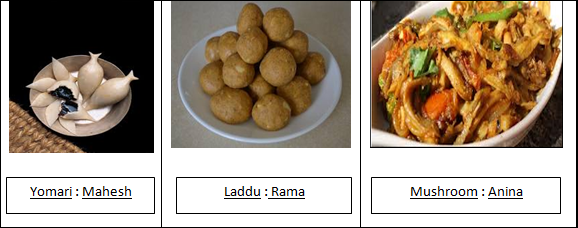 Yomari : Mahesh
Laddu : Rama
Mushroom : Anina